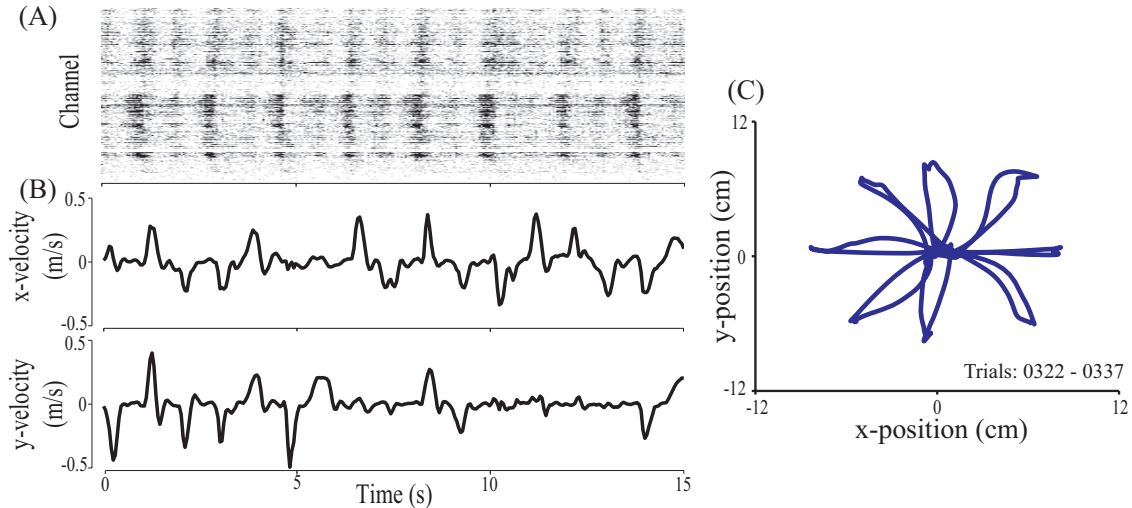 (A)
Channel
(B)
0.5
x-velocity
(m/s)
0
-0.5
0.5
y-velocity
(m/s)
0
-0.5
0
5
10
15
Time (s)
(C)
12
y-position (cm)
0
-12
Trials: 0322 - 0337
-12
0
12
x-position (cm)